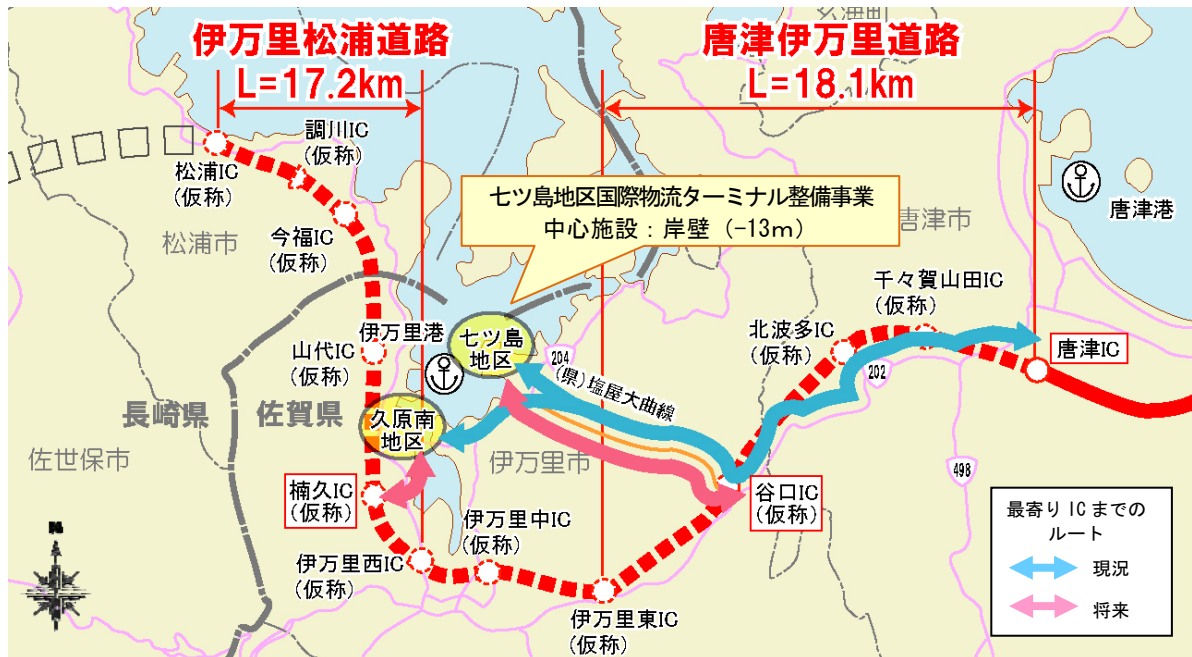 伊万里松浦道路
L=17.2km
唐津伊万里道路
L=18.1km
玄海町
調川IC
(仮称)
松浦IC
(仮称)
今福IC
(仮称)
松浦市
七ツ島地区国際物流ターミナル整備事業
中心施設：岸壁（-13m）
唐津市
唐津港
千々賀山田IC
(仮称)
北波多IC
(仮称)
唐津IC
伊万里港
七ツ島
地区
204
(県)塩屋大曲線
202
山代IC
(仮称)
長崎県
佐賀県
久原南
地区
佐世保市
伊万里市
498
楠久IC
(仮称)
谷口IC
(仮称)
伊万里中IC
(仮称)
伊万里西IC
(仮称)
伊万里東IC
(仮称)
最寄りICまでの
ルート
現況
将来
N